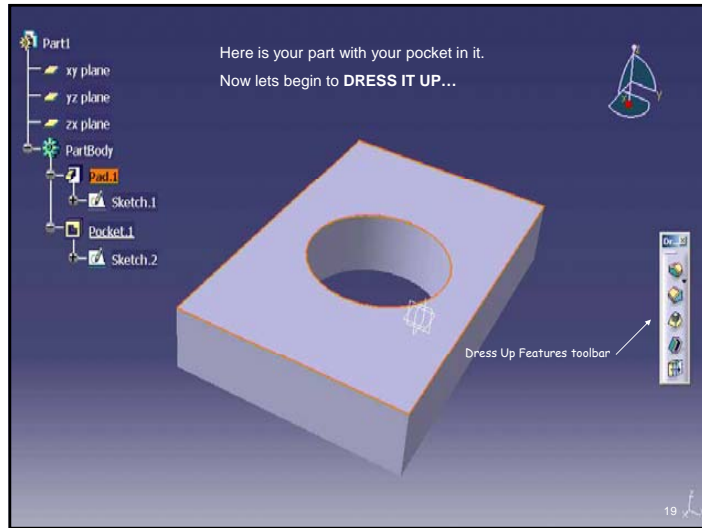 Part1
xy plane
yz plane
zx plane
PartBody
Pad.1
Sketch.1
Pocket.1
Sketch.2
Here is your part with your pocket in it.
Now lets begin to DRESS IT UP...
Dress Up Features toolbar
19